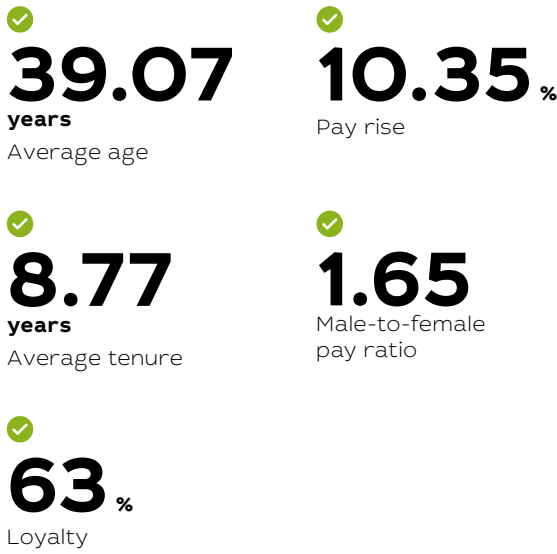 39.07
years
Average age
10.35 %
Pay rise
8.77
years
Average tenure
1.65
Male-to-female
pay ratio
63 %
Loyalty